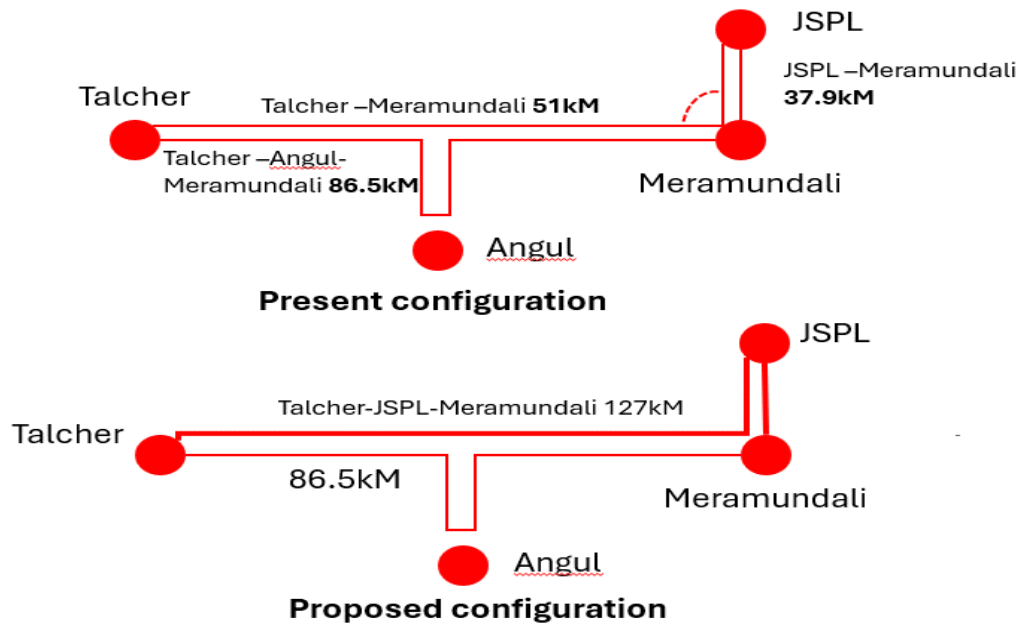 JSPL
JSPL –Meramundali
37.9kM
Talcher
Talcher –Meramundali 51kM
Talcher –Angul-
Meramundali 86.5kM
Meramundali
Angul
Present configuration
JSPL
Talcher-JSPL-Meramundali 127kM
Talcher
86.5kM
Meramundali
Angul
Proposed configuration